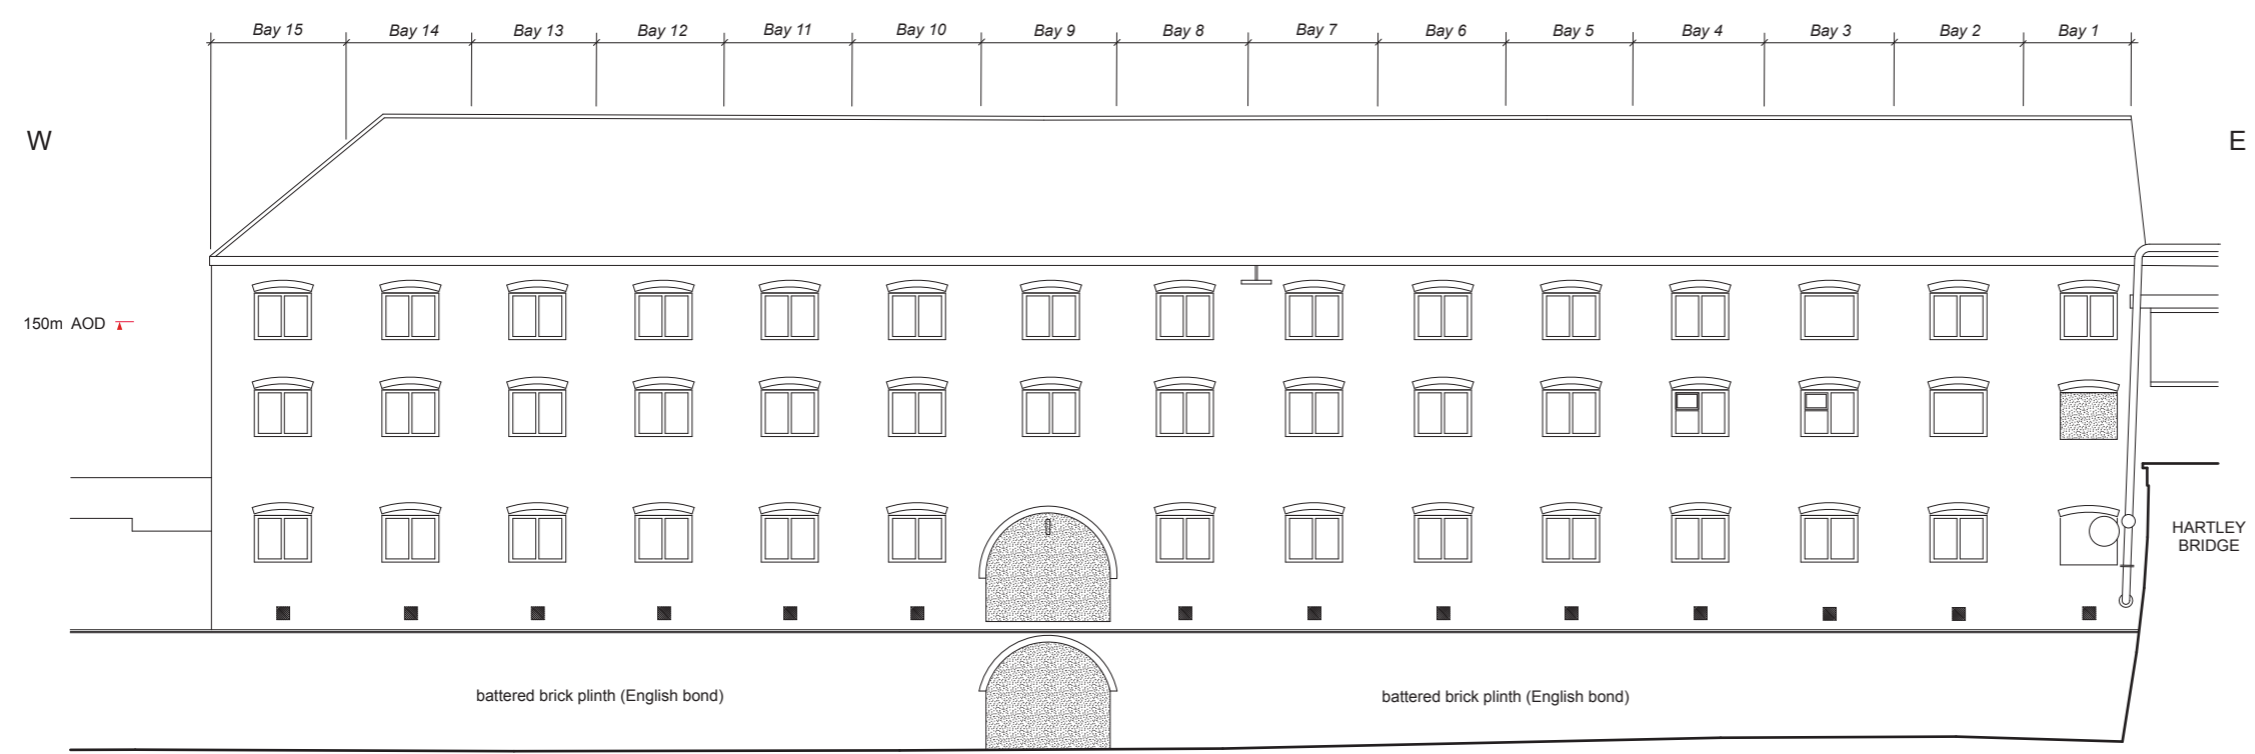 Bay 15 Bay 14 Bay 13 Bay 12 Bay 11 Bay 10 Bay 9 Bay 8 Bay 7 Bay 6 Bay 5 Bay 4 Bay 3 Bay 2 Bay 1
W E
150m AOD
HARTLEY
BRIDGE
battered brick plinth (English bond) battered brick plinth (English bond)